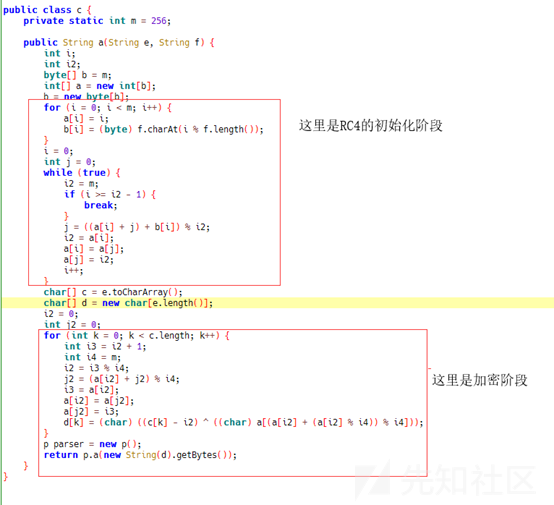 public class c {
private static int m = 256;
public String a(String e, String f) {
int i;
int i2;
byte[] b = m;
int[] a = new int[b];
b = new byte[b];
for (i = 0; i < m; i++) {
a[i] = i;
b[i] = (byte) f.charAt(i % f.length());
}
这里是RC4的初始化阶段
i = 0;
int j = 0;
while (true) {
i2 = m;
if (i >= i2 - 1) {
break;
}
j = ((a[i] + j) + b[i]) % i2;
i2 = a[i];
a[i] = a[j];
a[j] = i2;
i++;
}
char[] c = e.toCharArray();
char[] d = new char[e.length()];
i2 = 0;
int j2 = 0;
for (int k = 0; k < c.length; k++) {
int i3 = i2 + 1;
int i4 = m;
i2 = i3 % i4;
j2 = (a[i2] + j2) % i4;
i3 = a[i2];
a[i2] = a[j2];
a[j2] = i3;
d[k] = (char) ((c[k] - i2) ^ ((char) a[(a[i2] + (a[i2] % i4)) % i4]));
}
这里是加密阶段
p parser = new p();
return p.a(new String(d).getBytes());
}
}
先知社区